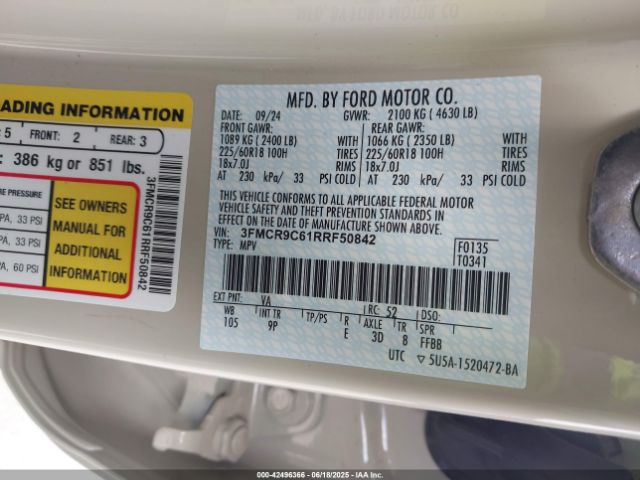 MFD. BY FORD MOTOR CO.
DATE: 09/24 GVWR: 2100 KG ( 4630 LB)
FRONT GAWR: REAR GAWR:
1089 KG ( 2400 LB) 1066 KG ( 2350 LB)
225/60R18 100H TIRES 225/60R18 100H TIRES
18x7.0J RIMS 18x7.0J RIMS
AT 230 kPa/ 33 PSI COLD AT 230 kPa/ 33 PSI COLD
THIS VEHICLE CONFORMS TO ALL APPLICABLE FEDERAL MOTOR
VEHICLE SAFETY AND THEFT PREVENTION STANDARDS IN
EFFECT ON THE DATE OF MANUFACTURE SHOWN ABOVE.
VIN: 3FMCR9C61RRF50842
TYPE: MPV
F0135
T0341
EXT PNT: VA RC: 52 DSO:
WB INT TR TP/PS R AXLE TR SPR
105 9P E 3D 8 FFBB
UTC ▽ 5U5A-1520472-BA
ADING INFORMATION
: 5 FRONT: 2 REAR: 3
: 386 kg or 851 lbs.
E PRESSURE
PA, 33 PSI
PA, 33 PSI
PA, 60 PSI
SEE OWNERS
MANUAL FOR
ADDITIONAL
INFORMATION
3FMCR9C61RRF50842
000-42496366 - 06/18/2025 - IAAI.COM